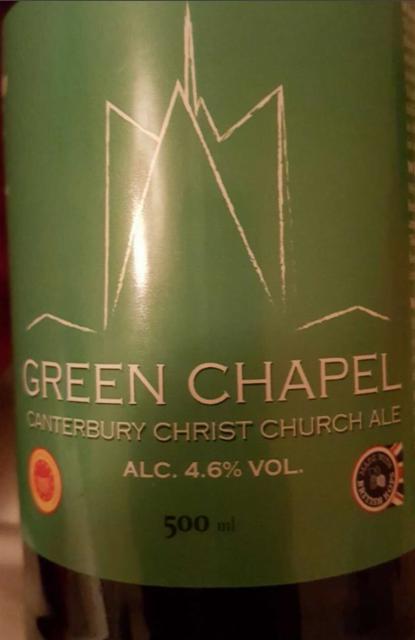 GREEN CHAPEL
CANTERBURY CHRIST CHURCH ALE
ALC. 4.6% VOL.
500 ml